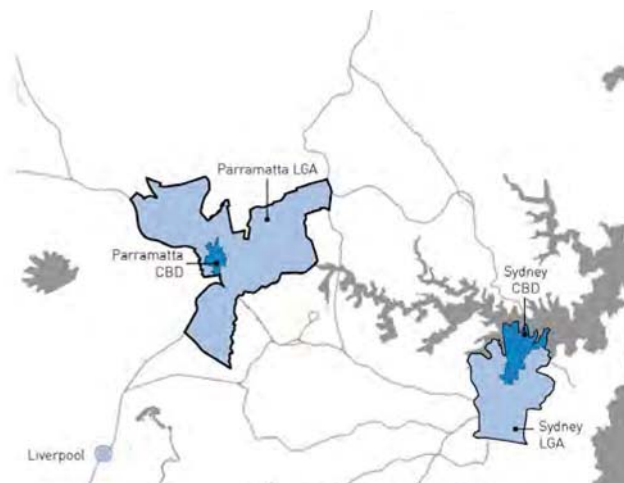 Parramatta LGA
Parramatta
CBD
Sydney
CBD
Liverpool
Sydney
LGA